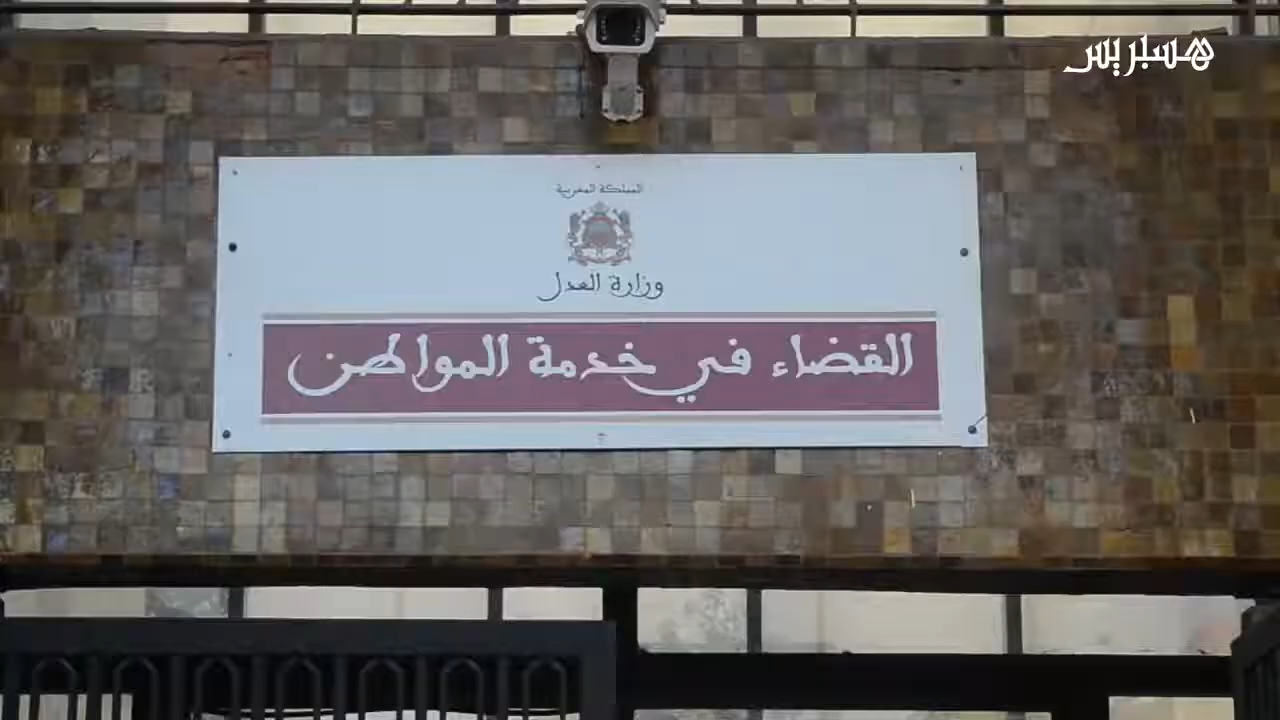 هسبريس
المملكة المغربية
وزارة العدل
القضاء في خدمة المواطن